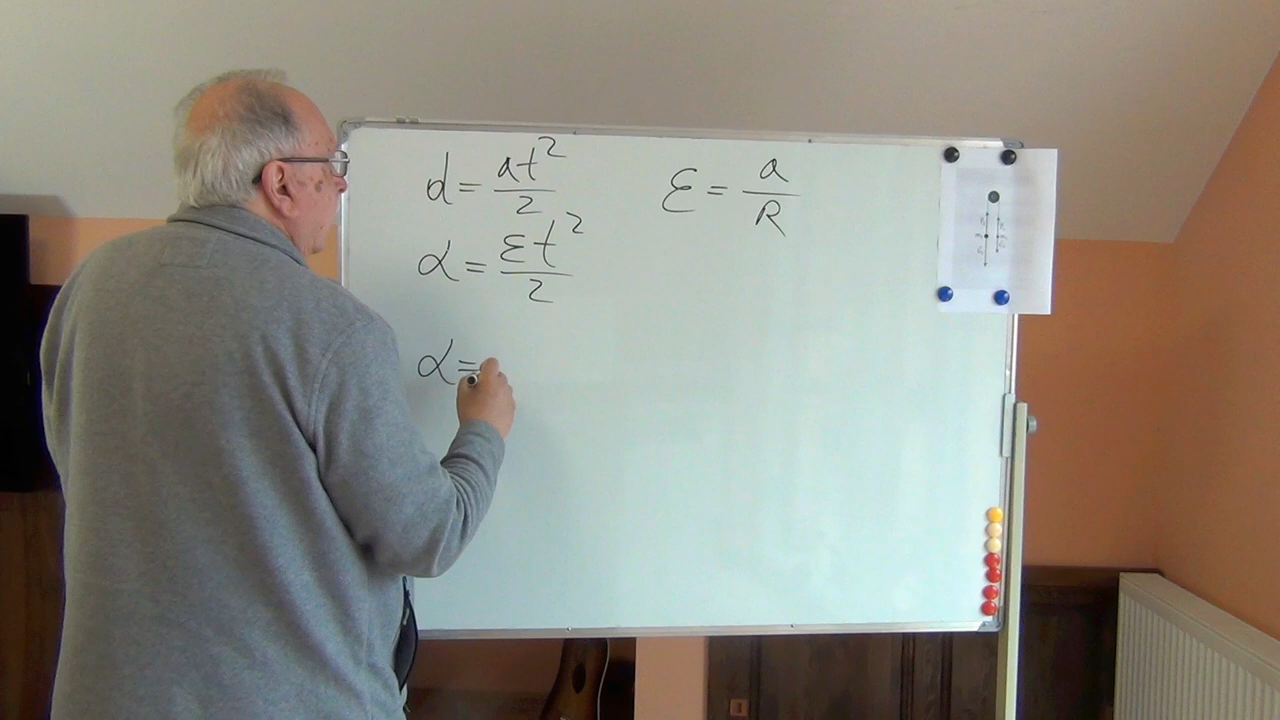 d = at²/2
ε = a/R
α = εt²/2
α =